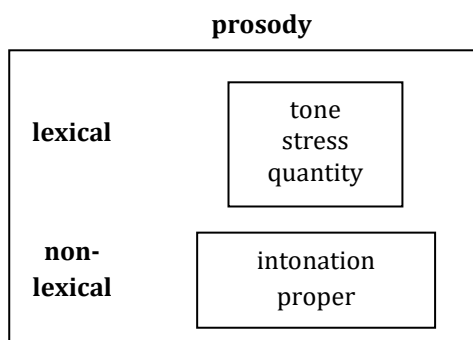 prosody
lexical
tone
stress
quantity
non-
lexical
intonation
proper